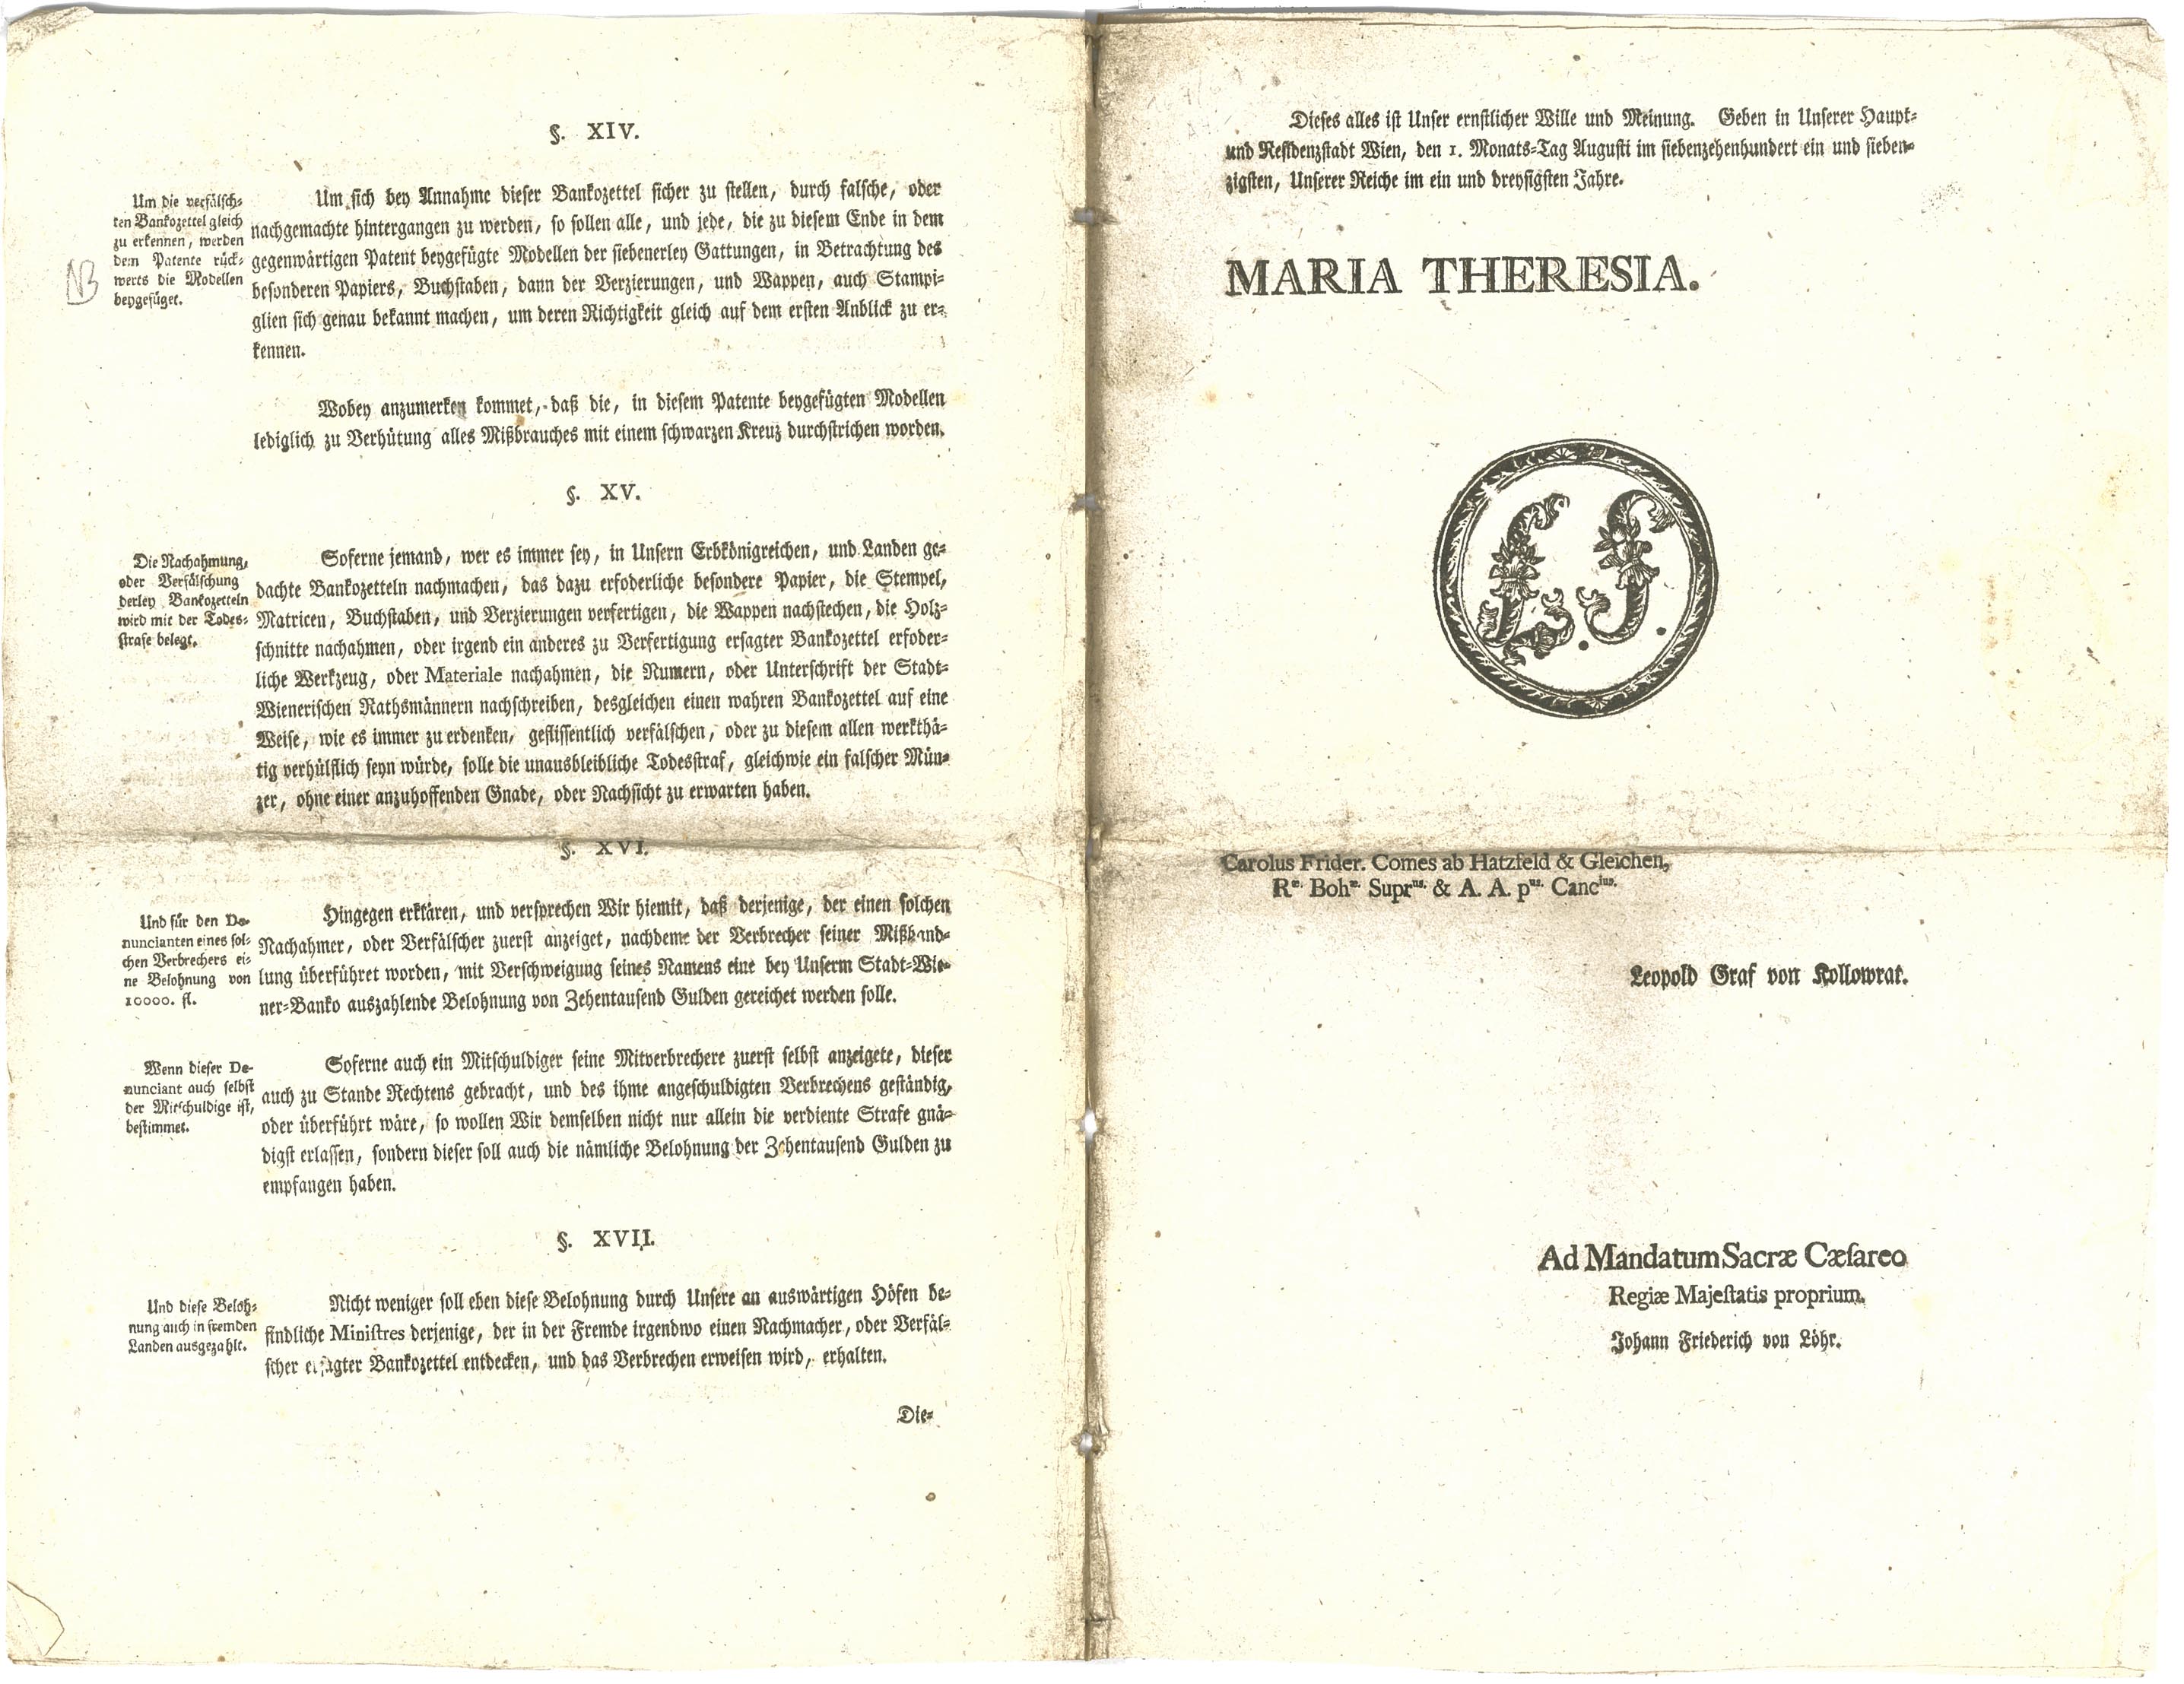 §. XIV.
Um die verfälsch-
ten Bankozettel gleich
zu erkennen, werden
dem Patente rück-
werts die Modellen
beygefüget.
NB
Um sich bey Annahme dieser Bankozettel sicher zu stellen, durch falsche, oder
nachgemachte hintergangen zu werden, so sollen alle, und jede, die zu diesem Ende in dem
gegenwärtigen Patent beygefügte Modellen der siebenerley Gattungen, in Betrachtung des
besonderen Papiers, Buchstaben, dann der Verzierungen, und Wappen, auch Stampi-
glien sich genau bekannt machen, um deren Richtigkeit gleich auf dem ersten Anblick zu er-
kennen.
Wobey anzumerken kommet, daß die, in diesem Patente beygefügten Modellen
lediglich zu Verhütung alles Mißbrauches mit einem schwarzen Kreuz durchstrichen worden.
§. XV.
Die Nachahmung,
oder Verfälschung
derley Bankozetteln
wird mit der Todes-
strafe belegt.
Soferne jemand, wer es immer sey, in Unsern Erbkönigreichen, und Landen ge-
dachte Bankozetteln nachmachen, das dazu erfoderliche besondere Papier, die Stempel,
Matricen, Buchstaben, und Verzierungen verfertigen, die Wappen nachstechen, die Holz-
schnitte nachahmen, oder irgend ein anderes zu Verfertigung ersagter Bankozettel erfoder-
liche Werkzeug, oder Materiale nachahmen, die Numern, oder Unterschrift der Stadt-
Wienerischen Rathsmännern nachschreiben, desgleichen einen wahren Bankozettel auf eine
Weise, wie es immer zu erdenken, geflissentlich verfälschen, oder zu diesem allen werkthä-
tig verhülflich seyn würde, solle die unausbleibliche Todesstraf, gleichwie ein falscher Mün-
zer, ohne einer anzuhoffenden Gnade, oder Nachsicht zu erwarten haben.
§. XVI.
Und für den De-
nuncianten eines sol-
chen Verbrechers ei-
ne Belohnung von
10000. fl.
Hingegen erklären, und versprechen Wir hiemit, daß derjenige, der einen solchen
Nachahmer, oder Verfälscher zuerst anzeiget, nachdeme der Verbrecher seiner Mißhand-
lung überführet worden, mit Verschweigung seines Namens eine bey Unserm Stadt-Wie-
ner-Banko auszahlende Belohnung von Zehentausend Gulden gereichet werden solle.
Wenn dieser De-
nunciant auch selbst
der Mitschuldige ist,
bestimmet.
Soferne auch ein Mitschuldiger seine Mitverbrechere zuerst selbst anzeigete, dieser
auch zu Stande Rechtens gebracht, und des ihme angeschuldigten Verbrechens geständig,
oder überführt wäre, so wollen Wir demselben nicht nur allein die verdiente Strafe gnä-
digst erlassen, sondern dieser soll auch die nämliche Belohnung der Zehentausend Gulden zu
empfangen haben.
§. XVII.
Und diese Beloh-
nung auch in fremden
Landen ausgezahlt.
Nicht weniger soll eben diese Belohnung durch Unsere an auswärtigen Höfen be-
findliche Ministres derjenige, der in der Fremde irgendwo einen Nachmacher, oder Verfäl-
scher ersagter Bankozettel entdecken, und das Verbrechen erweisen wird, erhalten.
Die-
Dieses alles ist Unser ernstlicher Wille und Meinung. Geben in Unserer Haupt-
und Residenzstadt Wien, den 1. Monats-Tag Augusti im siebenzehenhundert ein und sieben-
zigsten, Unserer Reiche im ein und dreysigsten Jahre.
MARIA THERESIA.
L. S.
Carolus Frider. Comes ab Hatzfeld & Gleichen,
Rᵃᵉ· Bohᵃᵉ· Suprᵘˢ· & A. A. pᵘˢ· Cancˡᵘˢ·
Leopold Graf von Kollowrat.
Ad Mandatum Sacræ Cæsareo
Regiæ Majestatis proprium.
Johann Friederich von Löhr.